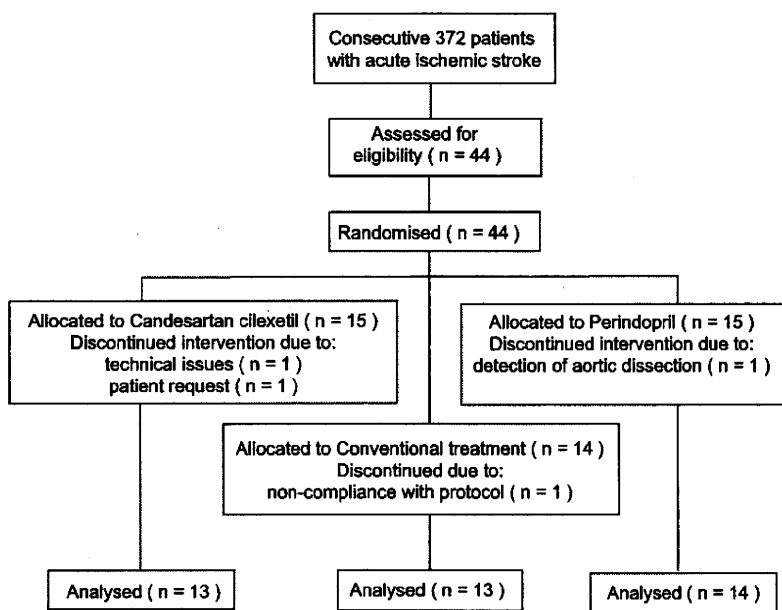 Consecutive 372 patients
with acute ischemic stroke
Assessed for
eligibility ( n = 44 )
Randomised ( n = 44 )
Allocated to Candesartan cilexetil ( n = 15 )
Discontinued intervention due to:
technical issues ( n = 1 )
patient request ( n = 1 )
Allocated to Perindopril ( n = 15 )
Discontinued intervention due to:
detection of aortic dissection ( n = 1 )
Allocated to Conventional treatment ( n = 14 )
Discontinued due to:
non-compliance with protocol ( n = 1 )
Analysed ( n = 13 )
Analysed ( n = 13 )
Analysed ( n = 14 )